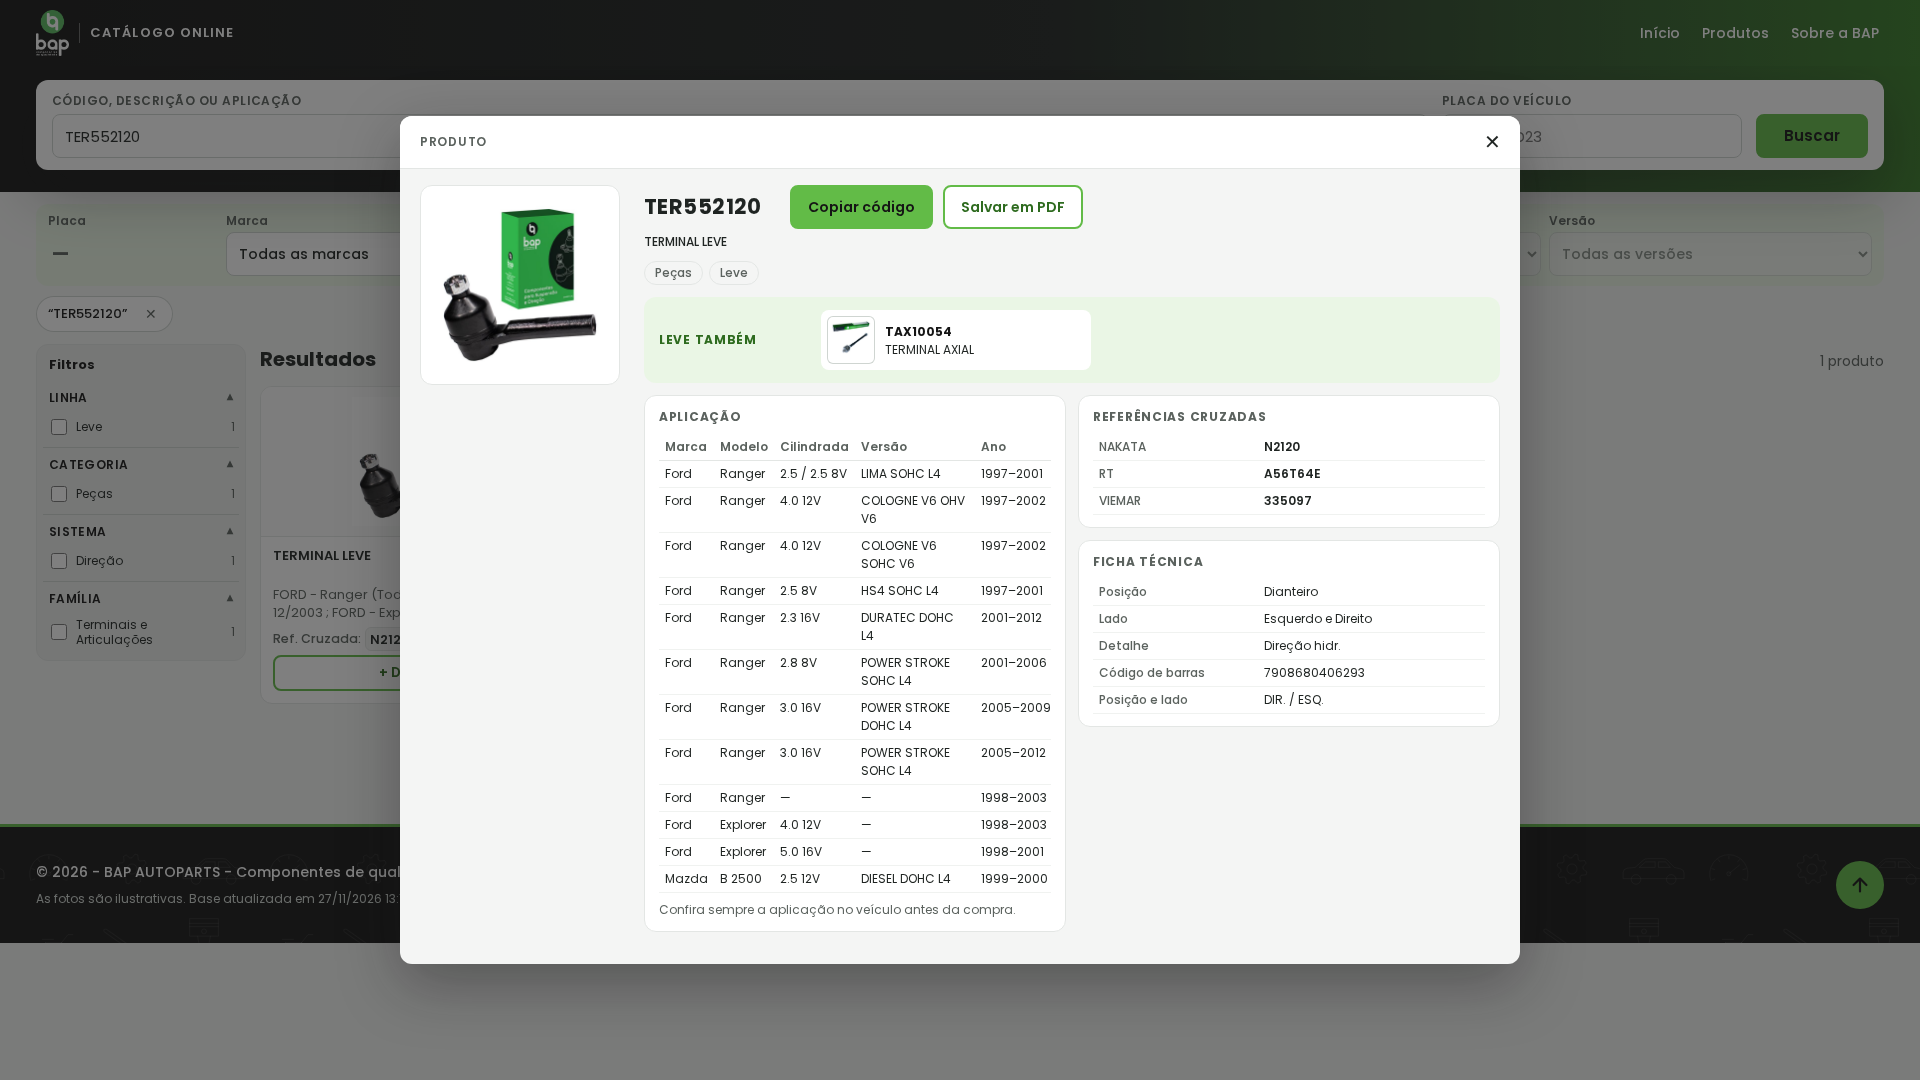 bap
CATÁLOGO ONLINE
Início
Produtos
Sobre a BAP
CÓDIGO, DESCRIÇÃO OU APLICAÇÃO
PLACA DO VEÍCULO
TER552120
Buscar
PRODUTO
✕
Placa
Marca
Versão
—
Todas as marcas
Todas as versões
“TER552120” ✕
Filtros
LINHA
Leve 1
CATEGORIA
Peças 1
SISTEMA
Direção 1
FAMÍLIA
Terminais e
Articulações 1
Resultados
1 produto
TERMINAL LEVE
FORD - Ranger
12/2003 ; FORD
Ref. Cruzada:
bap
TER552120
Copiar código
Salvar em PDF
TERMINAL LEVE
Peças
Leve
LEVE TAMBÉM
TAX10054
TERMINAL AXIAL
APLICAÇÃO
Marca Modelo Cilindrada Versão Ano
Ford Ranger 2.5 / 2.5 8V LIMA SOHC L4 1997–2001
Ford Ranger 4.0 12V COLOGNE V6 OHV 1997–2002
V6
Ford Ranger 4.0 12V COLOGNE V6 1997–2002
SOHC V6
Ford Ranger 2.5 8V HS4 SOHC L4 1997–2001
Ford Ranger 2.3 16V DURATEC DOHC 2001–2012
L4
Ford Ranger 2.8 8V POWER STROKE 2001–2006
SOHC L4
Ford Ranger 3.0 16V POWER STROKE 2005–2009
DOHC L4
Ford Ranger 3.0 16V POWER STROKE 2005–2012
SOHC L4
Ford Ranger — — 1998–2003
Ford Explorer 4.0 12V — 1998–2003
Ford Explorer 5.0 16V — 1998–2001
Mazda B 2500 2.5 12V DIESEL DOHC L4 1999–2000
Confira sempre a aplicação no veículo antes da compra.
REFERÊNCIAS CRUZADAS
NAKATA N2120
RT A56T64E
VIEMAR 335097
FICHA TÉCNICA
Posição Dianteiro
Lado Esquerdo e Direito
Detalhe Direção hidr.
Código de barras 7908680406293
Posição e lado DIR. / ESQ.
© 2026 - BAP AUTOPARTS - Componentes de
As fotos são ilustrativas. Base atualizada em 27/11/2026